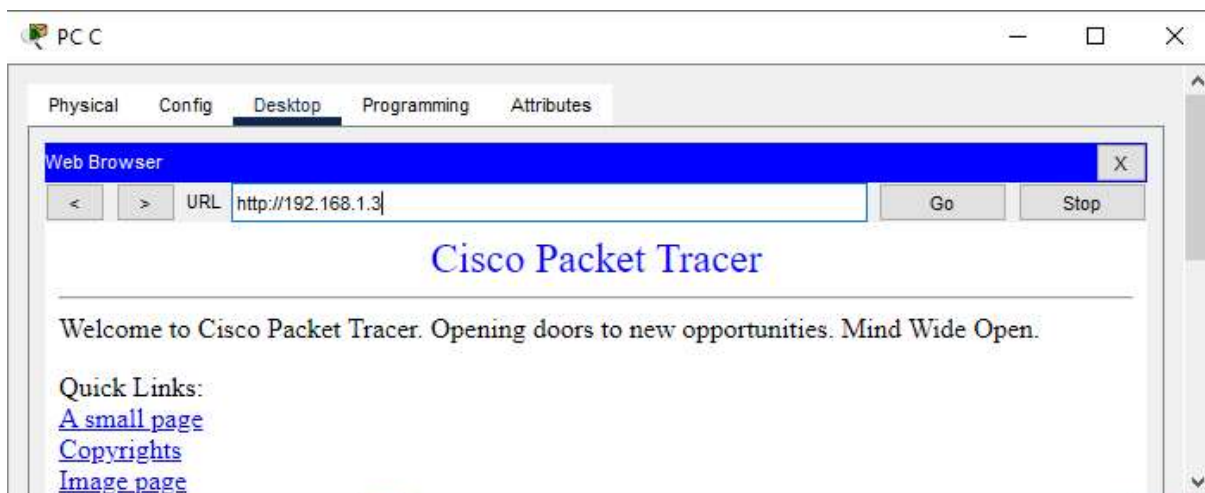 PC C
Physical Config Desktop Programming Attributes
Web Browser X
< > URL http://192.168.1.3 Go Stop
Cisco Packet Tracer
Welcome to Cisco Packet Tracer. Opening doors to new opportunities. Mind Wide Open.
Quick Links:
A small page
Copyrights
Image page